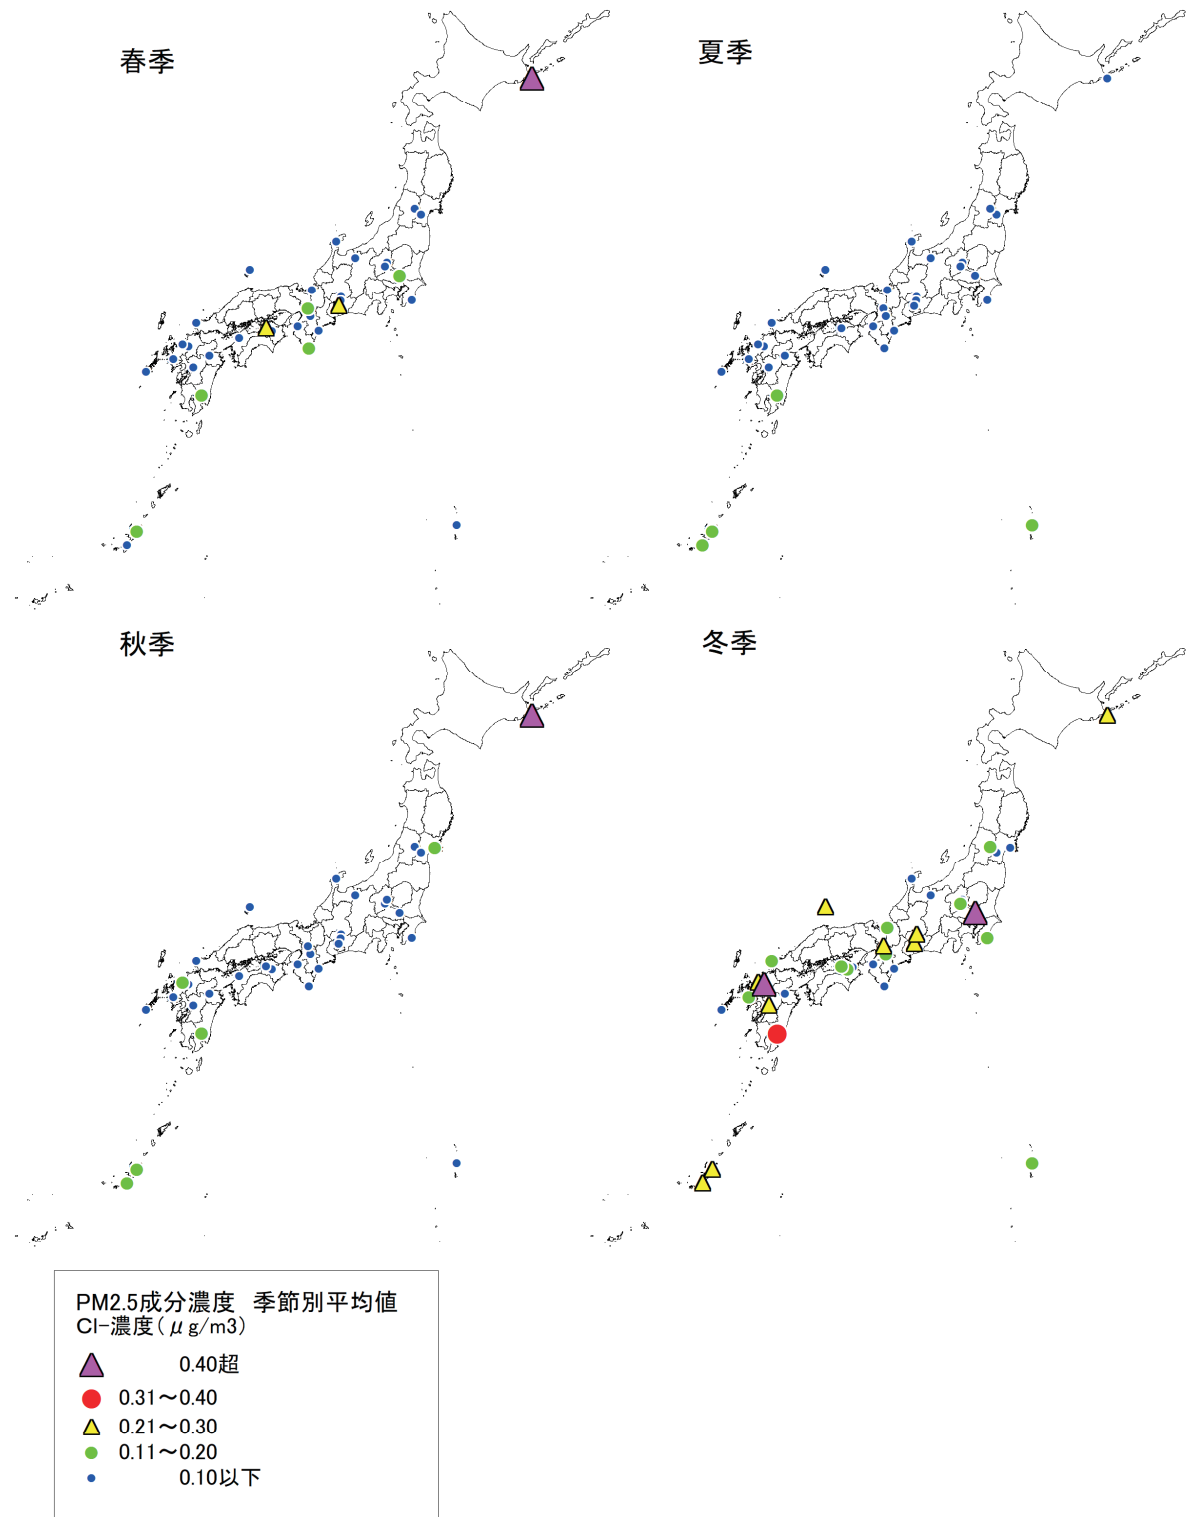 春季
夏季
秋季
冬季
PM2.5成分濃度 季節別平均値
Cl-濃度(μg/m3)
0.40超
0.31～0.40
0.21～0.30
0.11～0.20
0.10以下